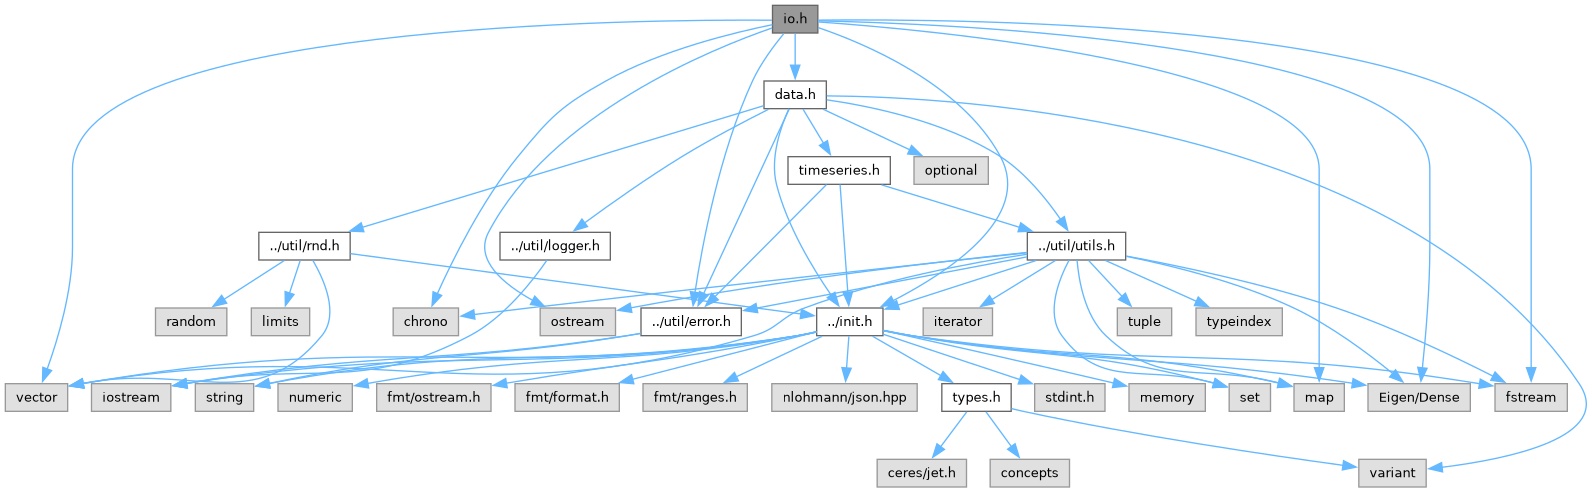 io.h
data.h
timeseries.h
optional
../util/rnd.h
../util/logger.h
../util/utils.h
random
limits
chrono
ostream
../util/error.h
../init.h
iterator
tuple
typeindex
vector
iostream
string
numeric
fmt/ostream.h
fmt/format.h
fmt/ranges.h
nlohmann/json.hpp
types.h
stdint.h
memory
set
map
Eigen/Dense
fstream
ceres/jet.h
concepts
variant